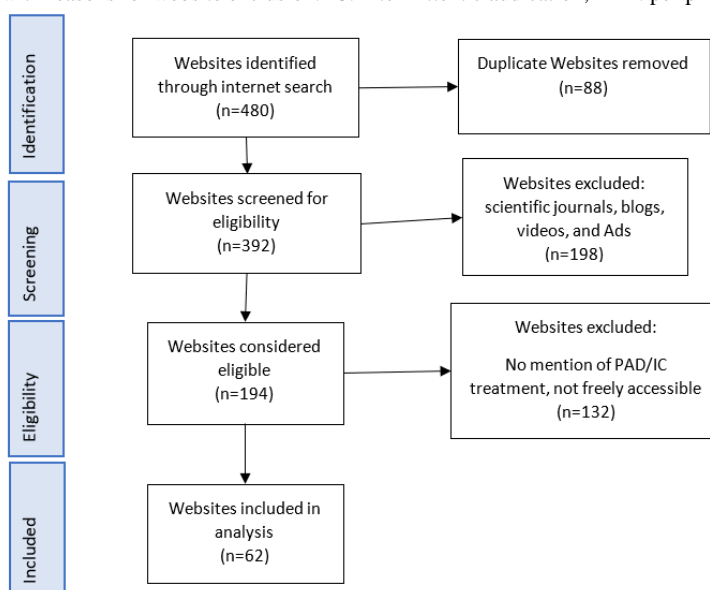 Identification
Websites identified
through internet search
(n=480)
Duplicate Websites removed
(n=88)
Screening
Websites screened for
eligibility
(n=392)
Websites excluded:
scientific journals, blogs,
videos, and Ads
(n=198)
Eligibility
Websites considered
eligible
(n=194)
Websites excluded:
No mention of PAD/IC
treatment, not freely accessible
(n=132)
Included
Websites included in
analysis
(n=62)